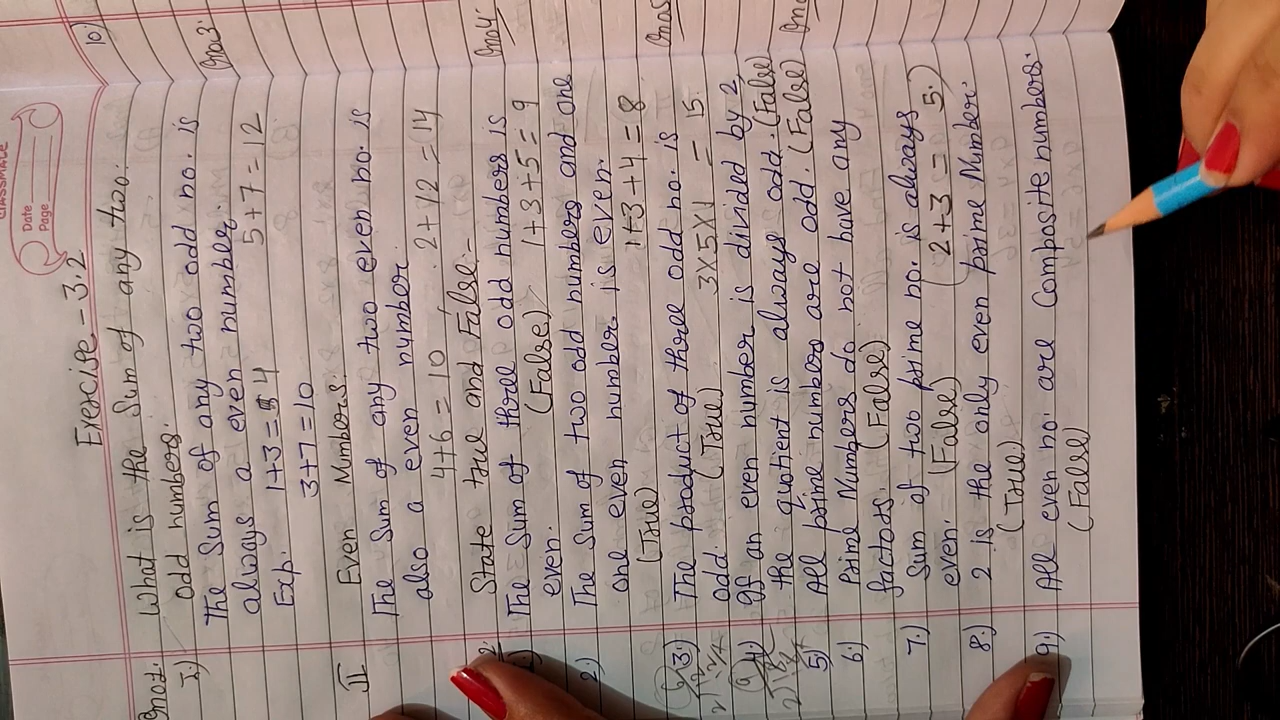 CLASSMATE
Date
Page
Exercise - 3.2
Qno1. What is the Sum of any two.
I.) odd numbers.
The Sum of any two odd no. is
always a even number.
Exp. 1+3= 4 5+7=12
3+7=10
II Even Numbers.
The Sum of any two even no. is
also a even number
4+6=10, 2+12=14
2. State true and False.-
1.) The Sum of three odd numbers is
even. (False) 1+3+5=9
2.) The Sum of two odd numbers and one
one even number is even.
(True) 1+3+4=8
3.) The product of three odd no. is
odd. (True) 3x5x1 = 15.
4.) If an even number is divided by 2
the quotient is always odd. (False)
5) All prime numbers are odd. (False)
6.) Prime Numbers do not have any
factors. (False)
7.) Sum of two prime no. is always
even. (False) (2+3 = 5.)
8.) 2 is the only even prime Number.
(True)
9.) All even no. are Composite numbers.
(False)
10)
Qno3.
Qno4.
Qno5
Qno